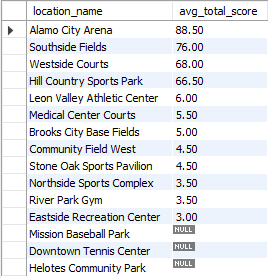 location_name avg_total_score
Alamo City Arena 88.50
Southside Fields 76.00
Westside Courts 68.00
Hill Country Sports Park 66.50
Leon Valley Athletic Center 6.00
Medical Center Courts 5.50
Brooks City Base Fields 5.00
Community Field West 4.50
Stone Oak Sports Pavilion 4.50
Northside Sports Complex 3.50
River Park Gym 3.50
Eastside Recreation Center 3.00
Mission Baseball Park NULL
Downtown Tennis Center NULL
Helotes Community Park NULL